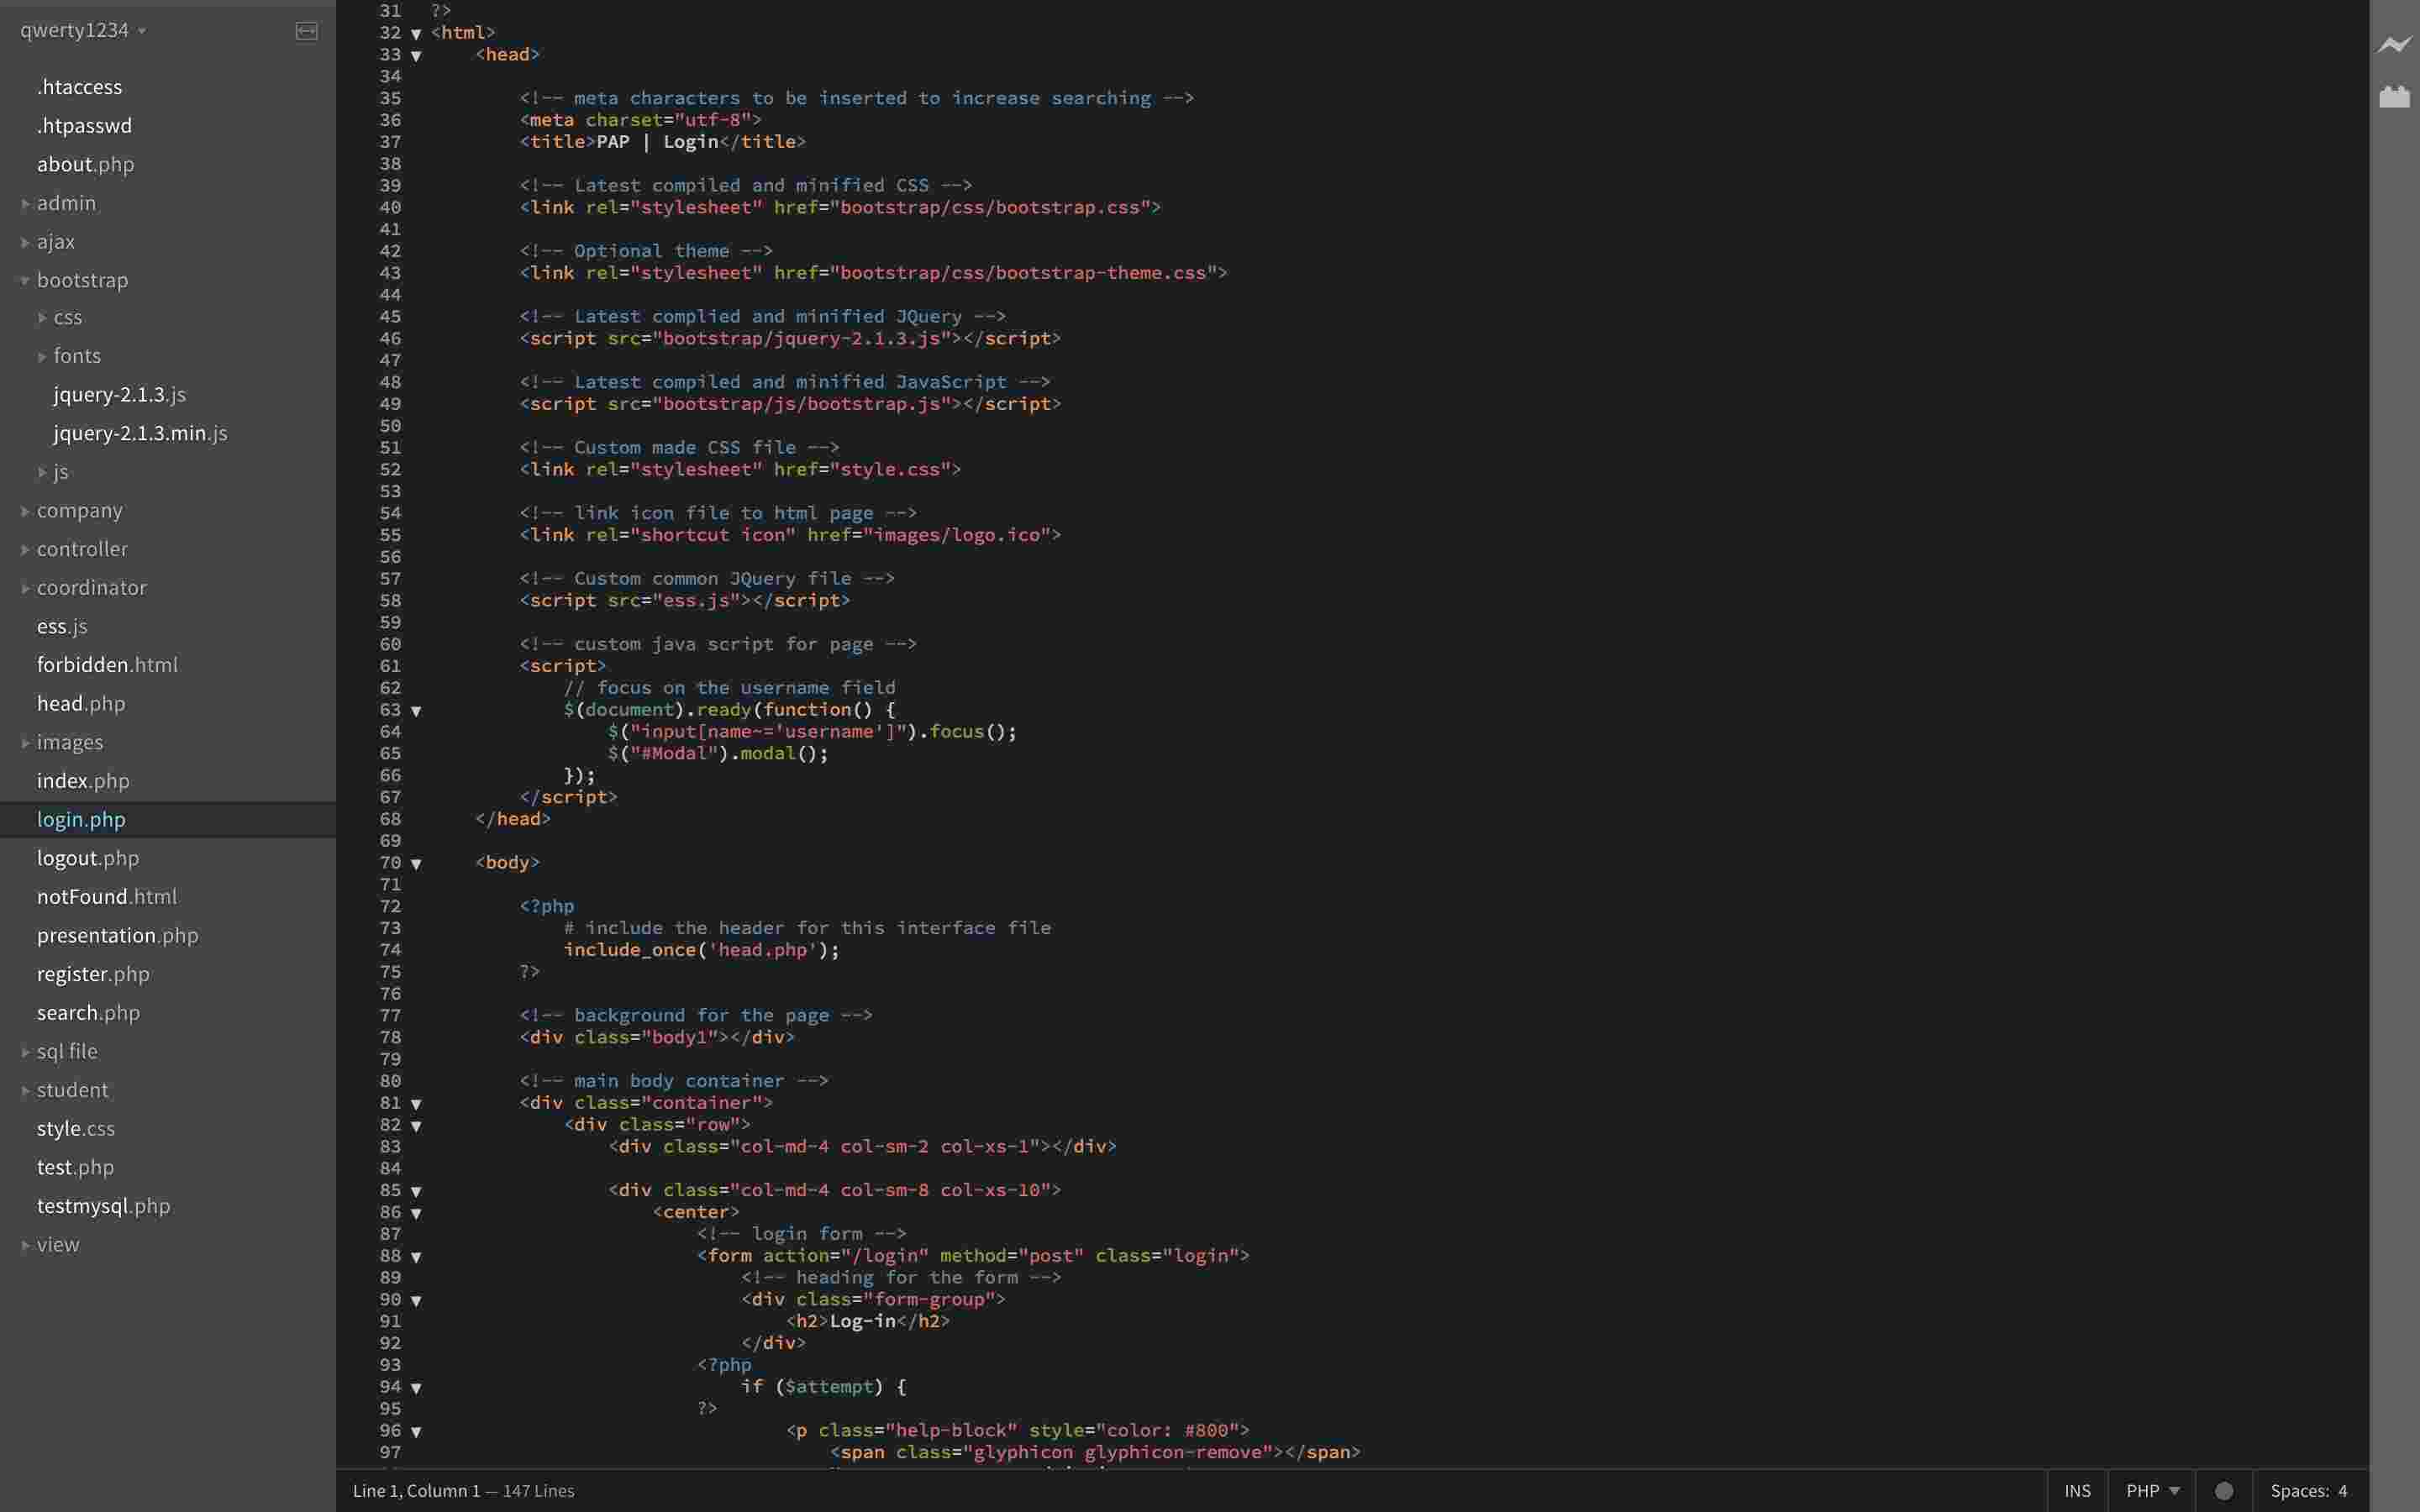 qwerty1234
.htaccess
.htpasswd
about.php
admin
ajax
bootstrap
css
fonts
jquery-2.1.3.js
jquery-2.1.3.min.js
js
company
controller
coordinator
ess.js
forbidden.html
head.php
images
index.php
login.php
logout.php
notFound.html
presentation.php
register.php
search.php
sql file
student
style.css
test.php
testmysql.php
view
31 ?>
32 <html>
33 <head>
34
35 <!-- meta characters to be inserted to increase searching -->
36 <meta charset="utf-8">
37 <title>PAP | Login</title>
38
39 <!-- Latest compiled and minified CSS -->
40 <link rel="stylesheet" href="bootstrap/css/bootstrap.css">
41
42 <!-- Optional theme -->
43 <link rel="stylesheet" href="bootstrap/css/bootstrap-theme.css">
44
45 <!-- Latest complied and minified JQuery -->
46 <script src="bootstrap/jquery-2.1.3.js"></script>
47
48 <!-- Latest compiled and minified JavaScript -->
49 <script src="bootstrap/js/bootstrap.js"></script>
50
51 <!-- Custom made CSS file -->
52 <link rel="stylesheet" href="style.css">
53
54 <!-- link icon file to html page -->
55 <link rel="shortcut icon" href="images/logo.ico">
56
57 <!-- Custom common JQuery file -->
58 <script src="ess.js"></script>
59
60 <!-- custom java script for page -->
61 <script>
62 // focus on the username field
63 $(document).ready(function() {
64 $("input[name~='username']").focus();
65 $("#Modal").modal();
66 });
67 </script>
68 </head>
69
70 <body>
71
72 <?php
73 # include the header for this interface file
74 include_once('head.php');
75 ?>
76
77 <!-- background for the page -->
78 <div class="body1"></div>
79
80 <!-- main body container -->
81 <div class="container">
82 <div class="row">
83 <div class="col-md-4 col-sm-2 col-xs-1"></div>
84
85 <div class="col-md-4 col-sm-8 col-xs-10">
86 <center>
87 <!-- login form -->
88 <form action="/login" method="post" class="login">
89 <!-- heading for the form -->
90 <div class="form-group">
91 <h2>Log-in</h2>
92 </div>
93 <?php
94 if ($attempt) {
95 ?>
96 <p class="help-block" style="color: #800">
97 <span class="glyphicon glyphicon-remove"></span>
Line 1, Column 1 — 147 Lines
INS
PHP
Spaces: 4